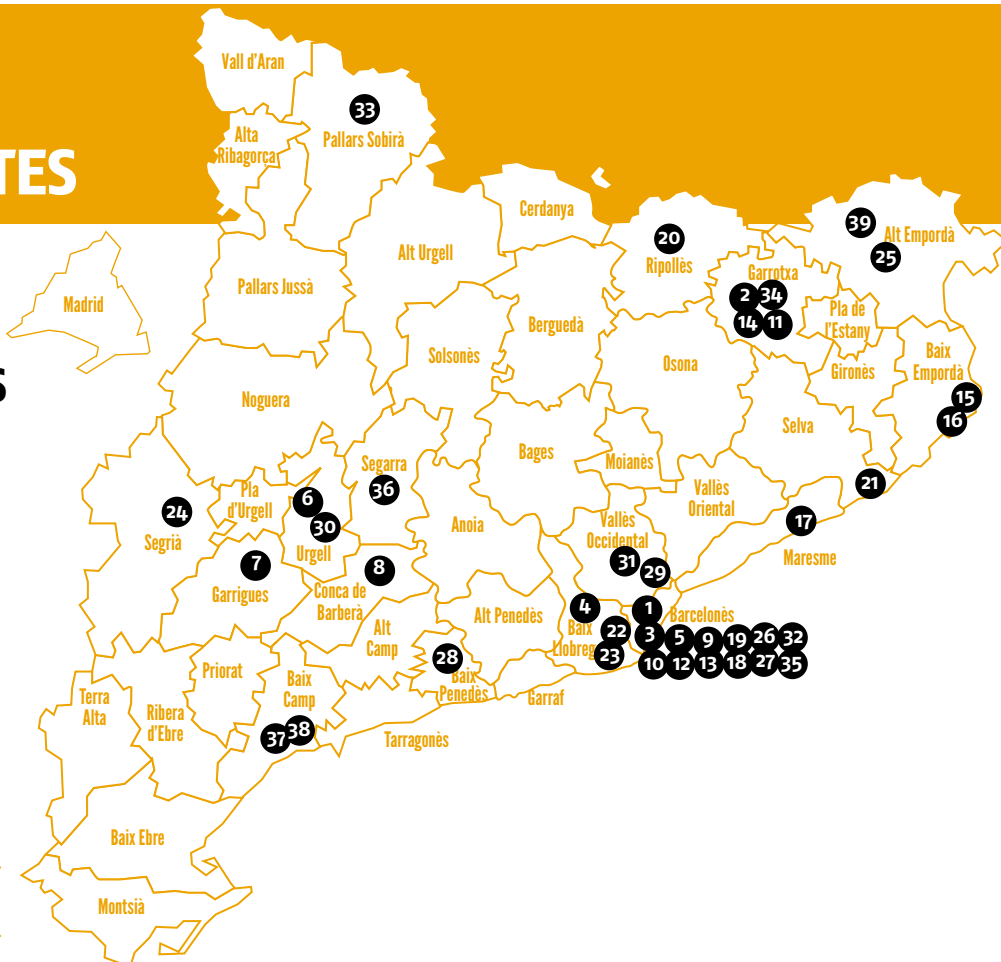 Vall d'Aran
33
Pallars Sobirà
Alta
Ribagorça
TES
Cerdanya
39
Alt Empordà
25
20
Ripollès
Alt Urgell
Garrotxa
2
34
14
11
Pallars Jussà
Madrid
Pla de
l'Estany
Berguedà
Solsonès
Osona
Baix
Empordà
Gironès
S
Noguera
15
16
Selva
Bages
Moianès
Segarra
36
21
Pla
d'Urgell
6
30
Urgell
Vallès
Oriental
24
Segrià
Anoia
17
Vallès
Occidental
31
29
Maresme
7
Garrigues
8
Conca de
Barberà
4
Baix
Llobreg
22
23
1
Barcelonès
3
5
9
19
26
32
10
12
13
18
27
35
Alt Penedès
Alt
Camp
28
Baix
Penedès
Garraf
Priorat
Baix
Camp
Terra
Alta
Ribera
d'Ebre
37
38
Tarragonès
Baix Ebre
Montsià